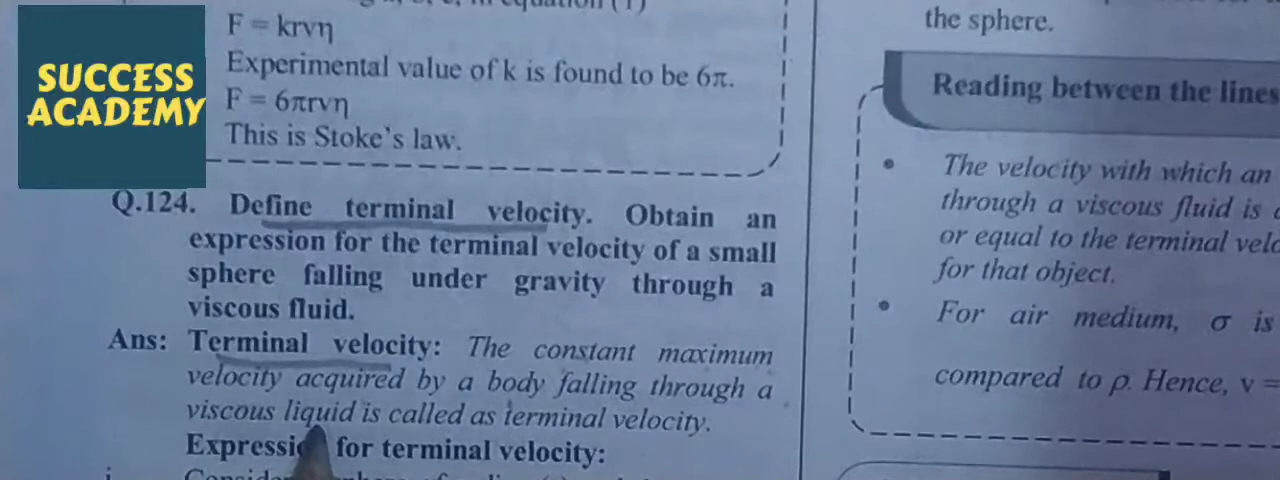 SUCCESS
ACADEMY
in equation (1)
F = krvη
Experimental value of k is found to be 6π.
F = 6πrvη
This is Stoke's law.
Q.124. Define terminal velocity. Obtain an
expression for the terminal velocity of a small
sphere falling under gravity through a
viscous fluid.
Ans: Terminal velocity: The constant maximum
velocity acquired by a body falling through a
viscous liquid is called as terminal velocity.
for terminal velocity:
the sphere.
Reading between the lines
• The velocity with which an
through a viscous fluid is
or equal to the terminal
for that object.
• For air medium, σ is
compared to ρ. Hence, v =